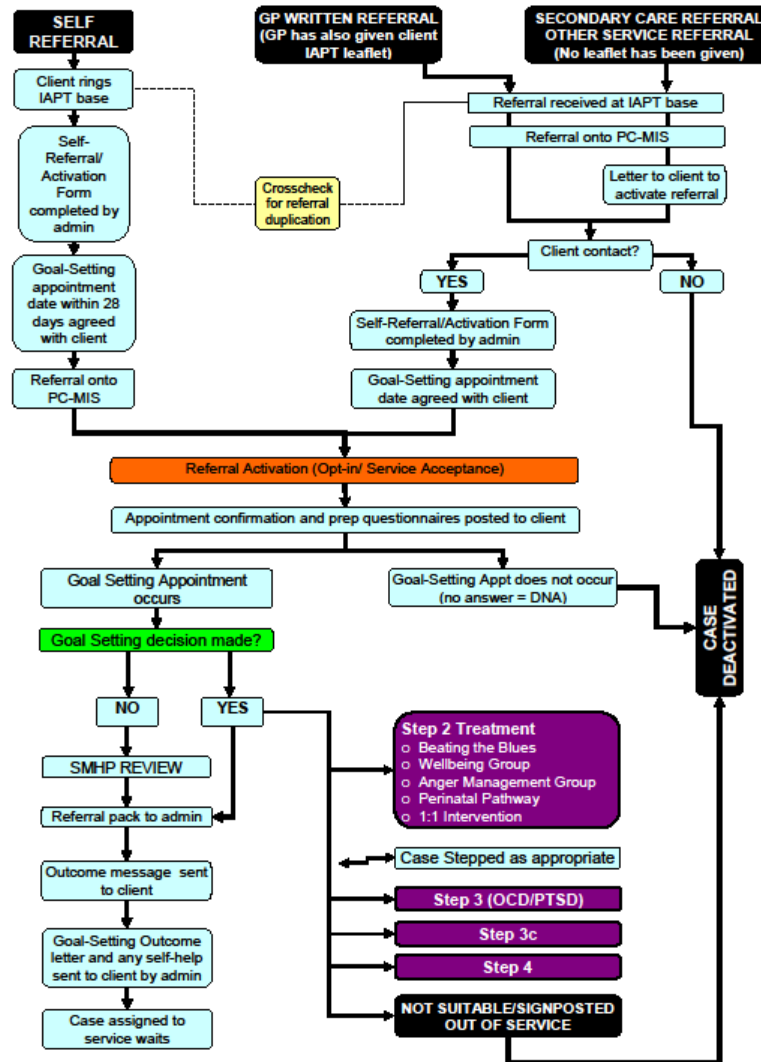 SELF
REFERRAL
GP WRITTEN REFERRAL
(GP has also given client
IAPT leaflet)
SECONDARY CARE REFERRAL
OTHER SERVICE REFERRAL
(No leaflet has been given)
Client rings
IAPT base
Referral received at IAPT base
Self-
Referral/
Activation
Form
completed by
admin
Referral onto PC-MIS
Crosscheck
for referral
duplication
Letter to client to
activate referral
Client contact?
Goal-Setting
appointment
date within 28
days agreed
with client
YES
NO
Self-Referral/Activation Form
completed by admin
Referral onto
PC-MIS
Goal-Setting appointment
date agreed with client
Referral Activation (Opt-in/ Service Acceptance)
Appointment confirmation and prep questionnaires posted to client
Goal Setting Appointment
occurs
Goal-Setting Appt does not occur
(no answer = DNA)
CASE
DEACTIVATED
Goal Setting decision made?
NO
YES
SMHP REVIEW
Referral pack to admin
Outcome message sent
to client
Goal-Setting Outcome
letter and any self-help
sent to client by admin
Case assigned to
service waits
Step 2 Treatment
o Beating the Blues
o Wellbeing Group
o Anger Management Group
o Perinatal Pathway
o 1:1 Intervention
Case Stepped as appropriate
Step 3 (OCD/PTSD)
Step 3c
Step 4
NOT SUITABLE/SIGNPOSTED
OUT OF SERVICE